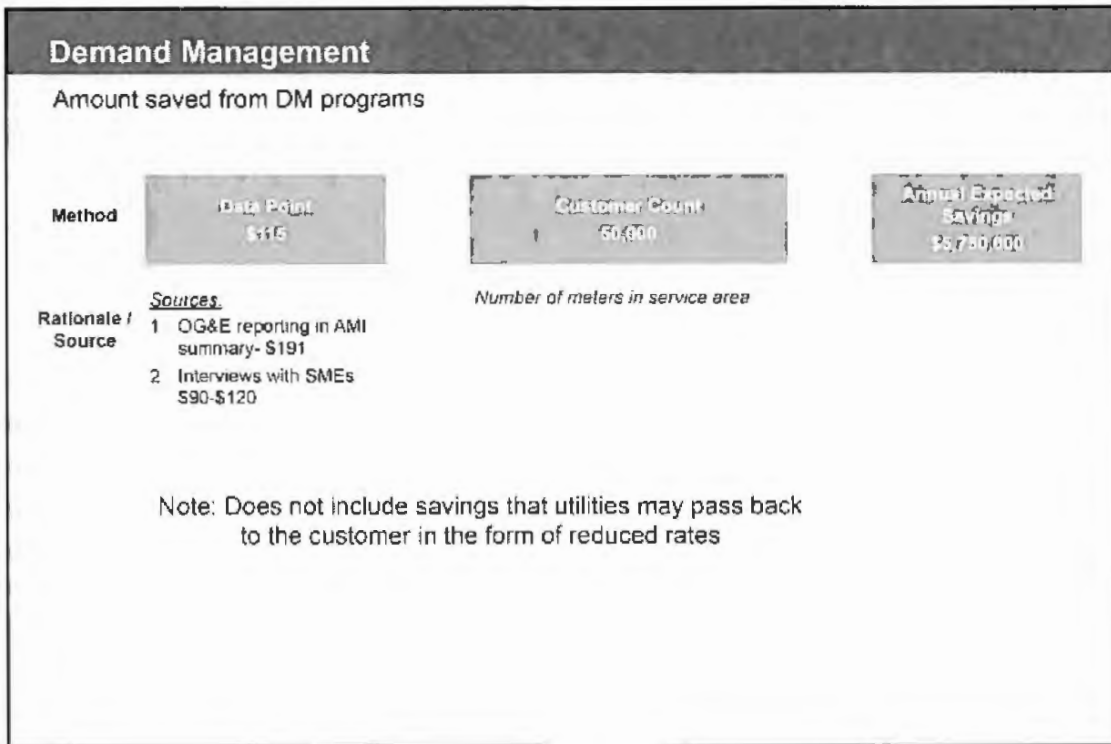 Demand Management
Amount saved from DM programs
Method
Data Point
$115
Customer Count
50,000
Annual Expected
Savings
$5,750,000
Rationale /
Source
Sources:
1 OG&E reporting in AMI
summary- $191
2 Interviews with SMEs
$90-$120
Number of meters in service area
Note: Does not include savings that utilities may pass back
to the customer in the form of reduced rates